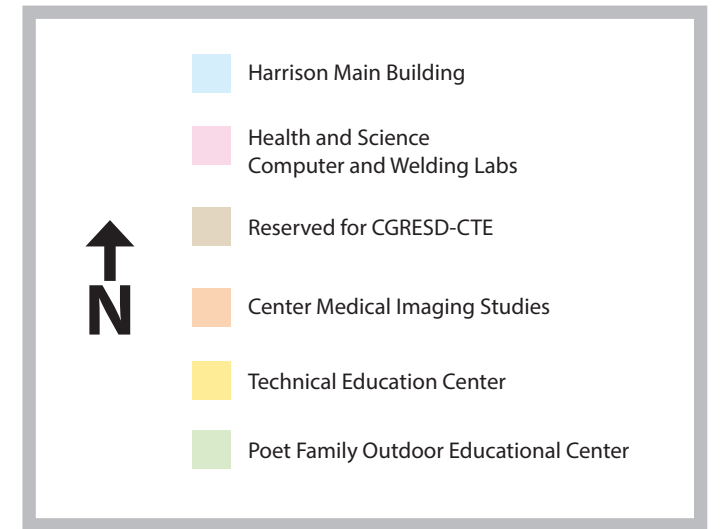 Harrison Main Building
Health and Science
Computer and Welding Labs
Reserved for CGRESD-CTE
N
Center Medical Imaging Studies
Technical Education Center
Poet Family Outdoor Educational Center